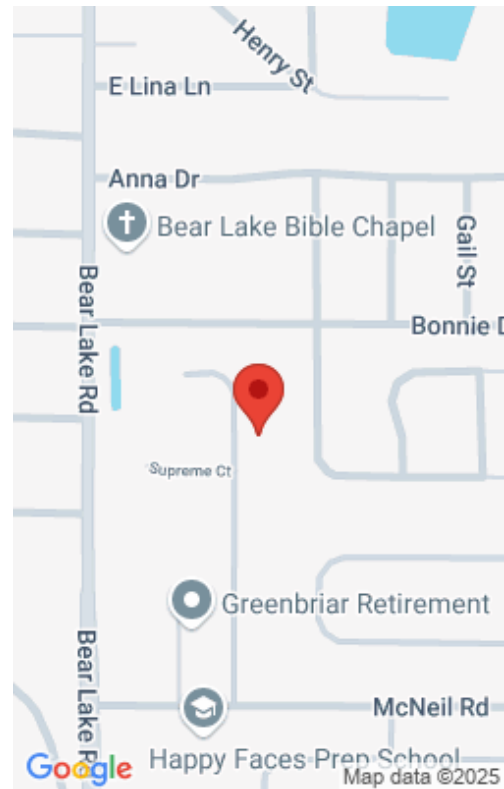 Henry St
E Lina Ln
Anna Dr
Bear Lake Bible Chapel
Gail St
Bear Lake Rd
Bonnie D
Supreme Ct
Greenbriar Retirement
Bear Lake R
McNeil Rd
Happy Faces Prep School
Google
Map data ©2025